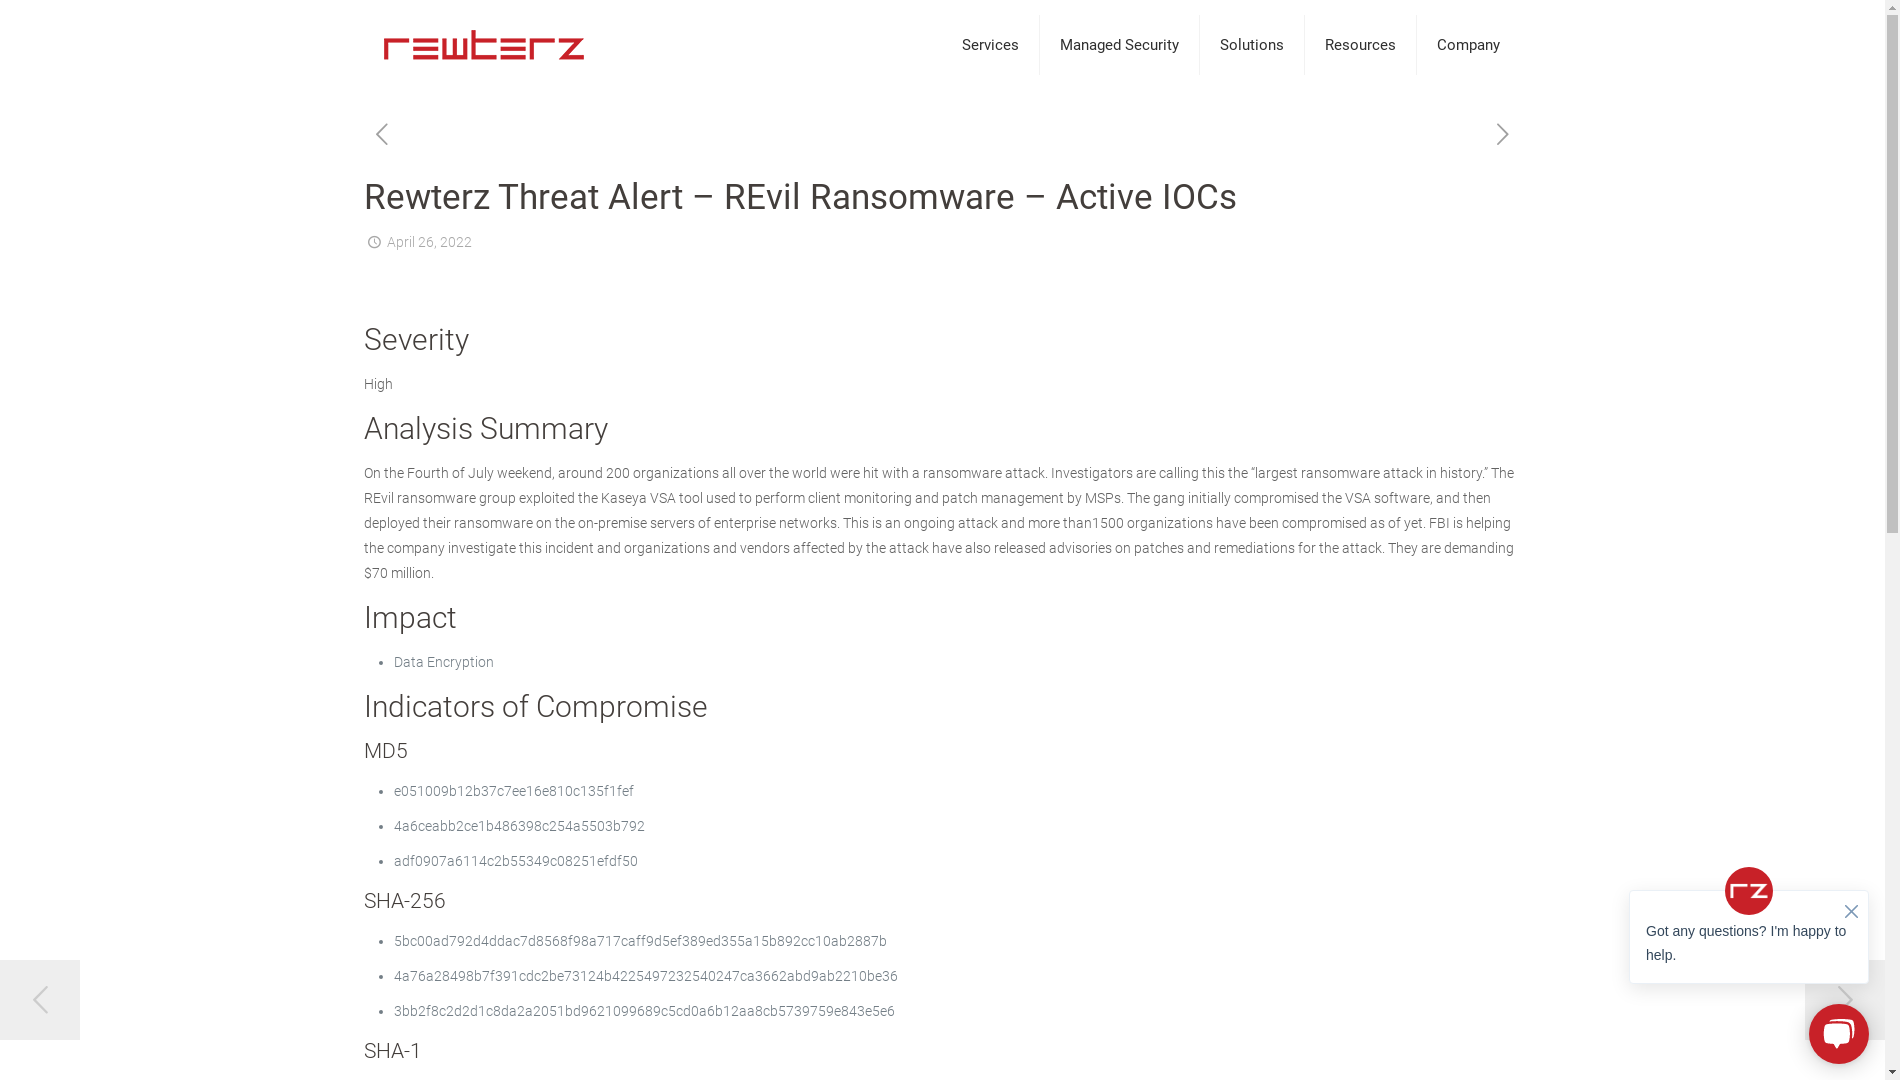 rewterz
Services
Managed Security
Solutions
Resources
Company
Rewterz Threat Alert – REvil Ransomware – Active IOCs
April 26, 2022
Severity
High
Analysis Summary
On the Fourth of July weekend, around 200 organizations all over the world were hit with a ransomware attack. Investigators are calling this the “largest ransomware attack in history.” The
REvil ransomware group exploited the Kaseya VSA tool used to perform client monitoring and patch management by MSPs. The gang initially compromised the VSA software, and then
deployed their ransomware on the on-premise servers of enterprise networks. This is an ongoing attack and more than1500 organizations have been compromised as of yet. FBI is helping
the company investigate this incident and organizations and vendors affected by the attack have also released advisories on patches and remediations for the attack. They are demanding
$70 million.
Impact
• Data Encryption
Indicators of Compromise
MD5
• e051009b12b37c7ee16e810c135f1fef
• 4a6ceabb2ce1b486398c254a5503b792
• adf0907a6114c2b55349c08251efdf50
SHA-256
• 5bc00ad792d4ddac7d8568f98a717caff9d5ef389ed355a15b892cc10ab2887b
• 4a76a28498b7f391cdc2be73124b4225497232540247ca3662abd9ab2210be36
• 3bb2f8c2d2d1c8da2a2051bd9621099689c5cd0a6b12aa8cb5739759e843e5e6
SHA-1
rz
Got any questions? I'm happy to
help.